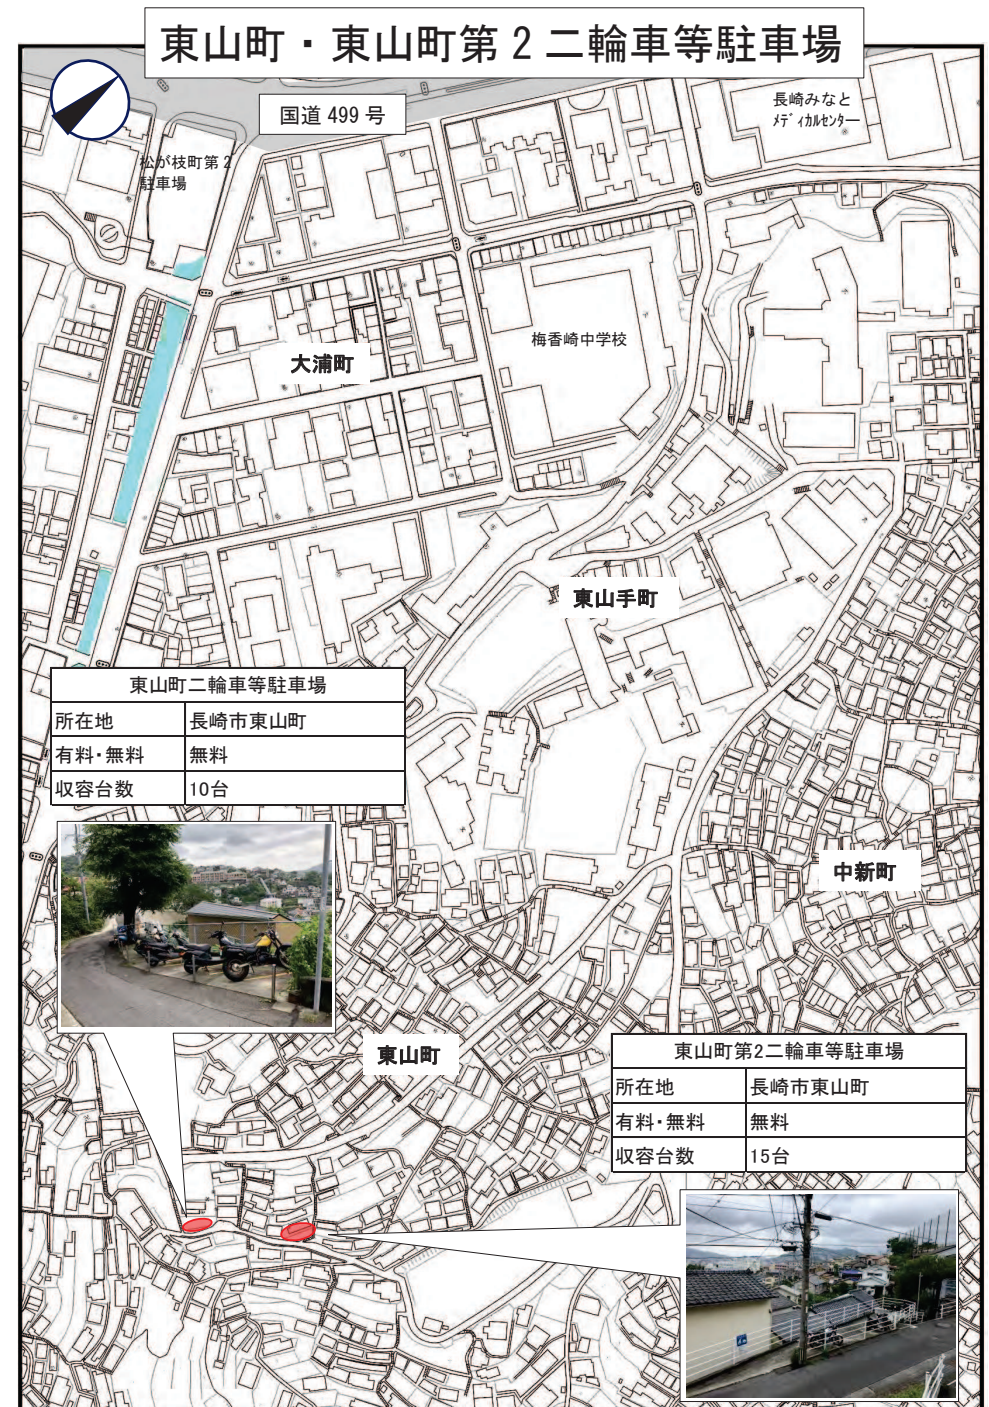 東山町・東山町第2二輪車等駐車場
国道499号
長崎みなと
ﾒﾃﾞｨｶﾙｾﾝﾀｰ
松が枝町第2
駐車場
梅香崎中学校
大浦町
東山手町
東山町二輪車等駐車場
所在地 長崎市東山町
有料・無料 無料
収容台数 10台
中新町
東山町
東山町第2二輪車等駐車場
所在地 長崎市東山町
有料・無料 無料
収容台数 15台